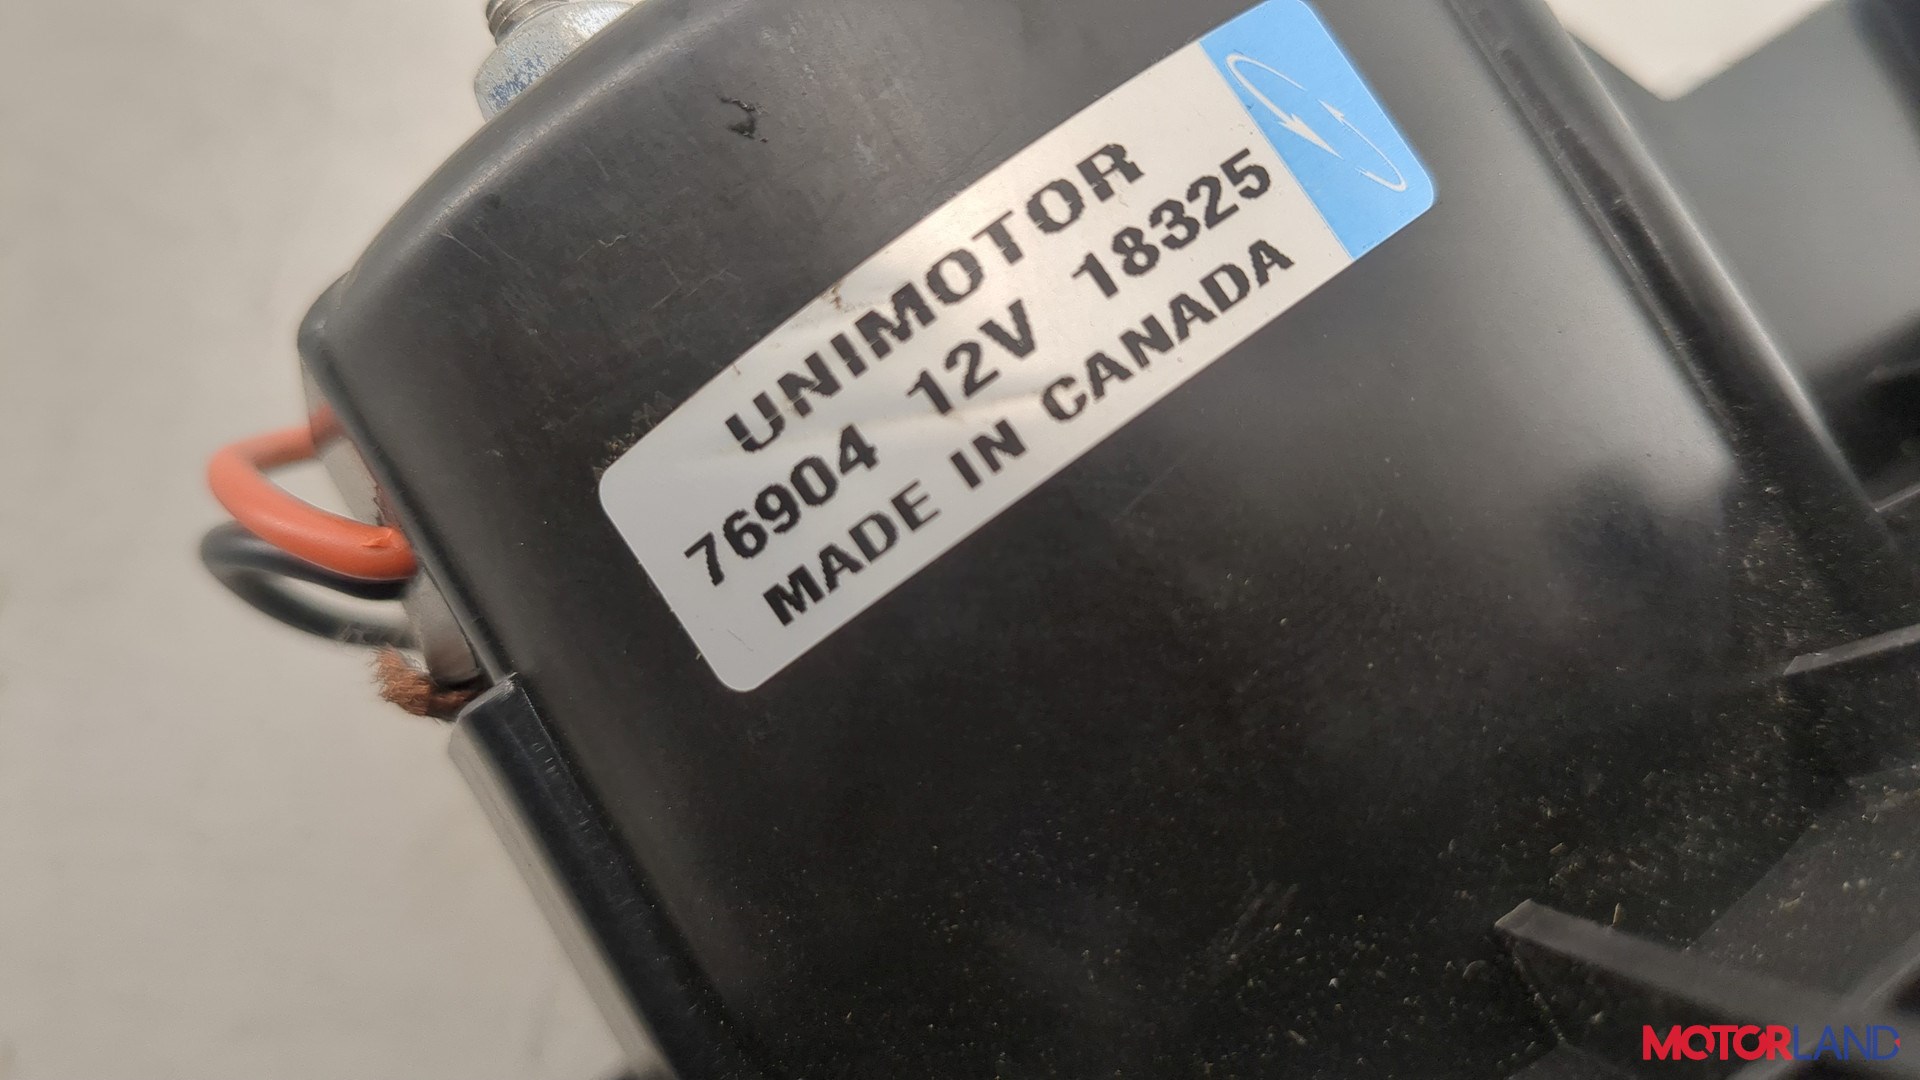 UNIMOTOR
76904 12V 18325
MADE IN CANADA
MOTORLAND